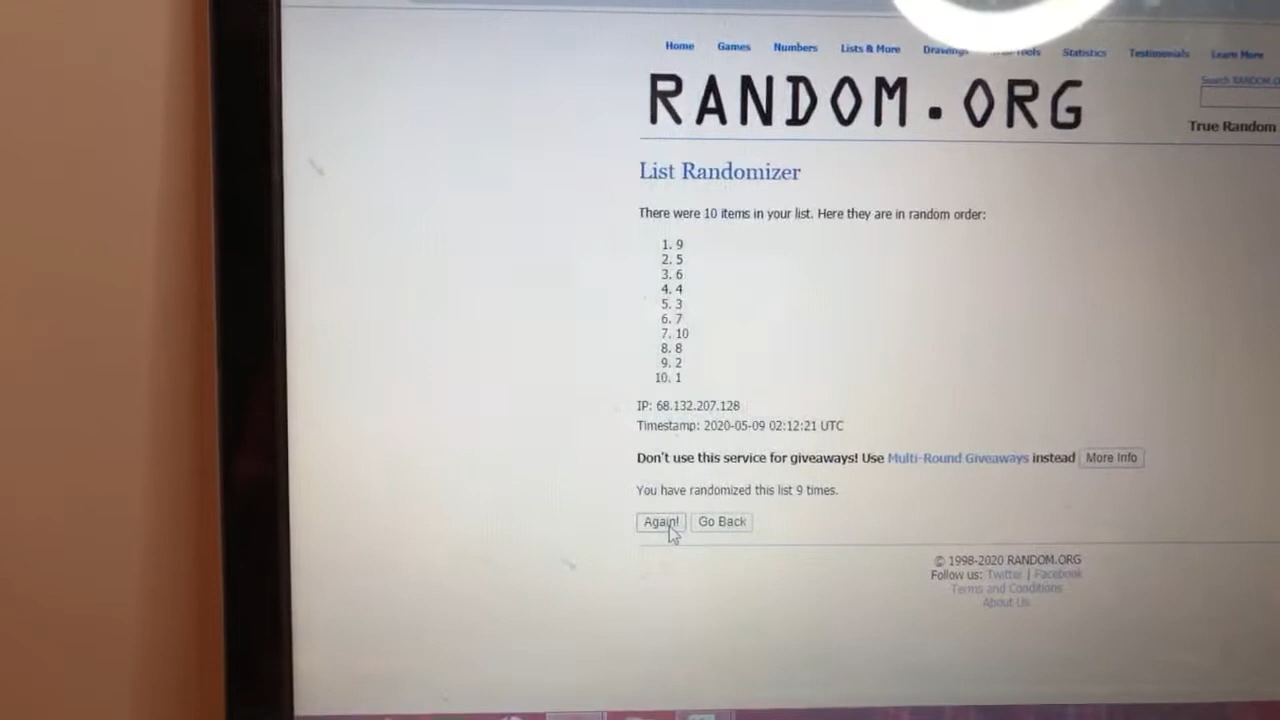 Home Games Numbers Lists & More Drawings Tools Statistics Testimonials Learn More
RANDOM.ORG
Search RANDOM.O
True Random
List Randomizer
There were 10 items in your list. Here they are in random order:
1. 9
2. 5
3. 6
4. 4
5. 3
6. 7
7. 10
8. 8
9. 2
10. 1
IP: 68.132.207.128
Timestamp: 2020-05-09 02:12:21 UTC
Don't use this service for giveaways! Use Multi-Round Giveaways instead More Info
You have randomized this list 9 times.
Again! Go Back
© 1998-2020 RANDOM.ORG
Follow us: Twitter | Facebook
Terms and Conditions
About Us